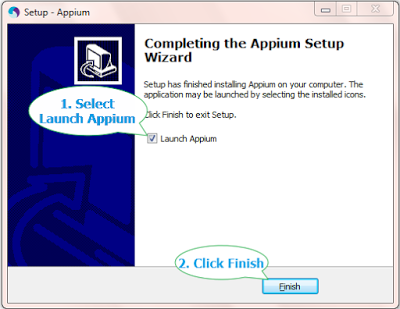 Setup - Appium
Completing the Appium Setup
Wizard
Setup has finished installing Appium on your computer. The
application may be launched by selecting the installed icons.
Click Finish to exit Setup.
1. Select
Launch Appium
Launch Appium
2. Click Finish
Finish